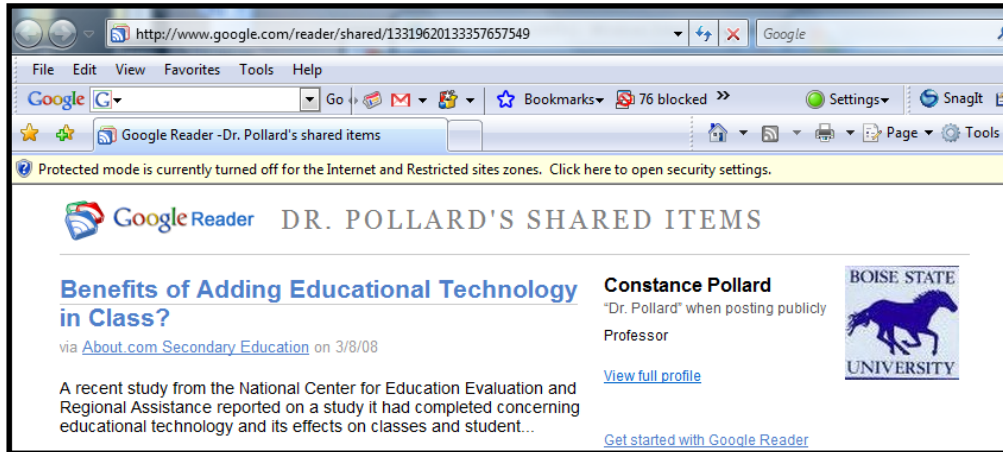 http://www.google.com/reader/shared/13319620133357657549
Google
File Edit View Favorites Tools Help
Google G Go Bookmarks 76 blocked Settings SnagIt
Google Reader -Dr. Pollard's shared items
Page Tools
Protected mode is currently turned off for the Internet and Restricted sites zones. Click here to open security settings.
Google Reader DR. POLLARD'S SHARED ITEMS
Benefits of Adding Educational Technology
in Class?
via About.com Secondary Education on 3/8/08
A recent study from the National Center for Education Evaluation and
Regional Assistance reported on a study it had completed concerning
educational technology and its effects on classes and student...
Constance Pollard
"Dr. Pollard" when posting publicly
Professor
View full profile
Get started with Google Reader
BOISE STATE
UNIVERSITY